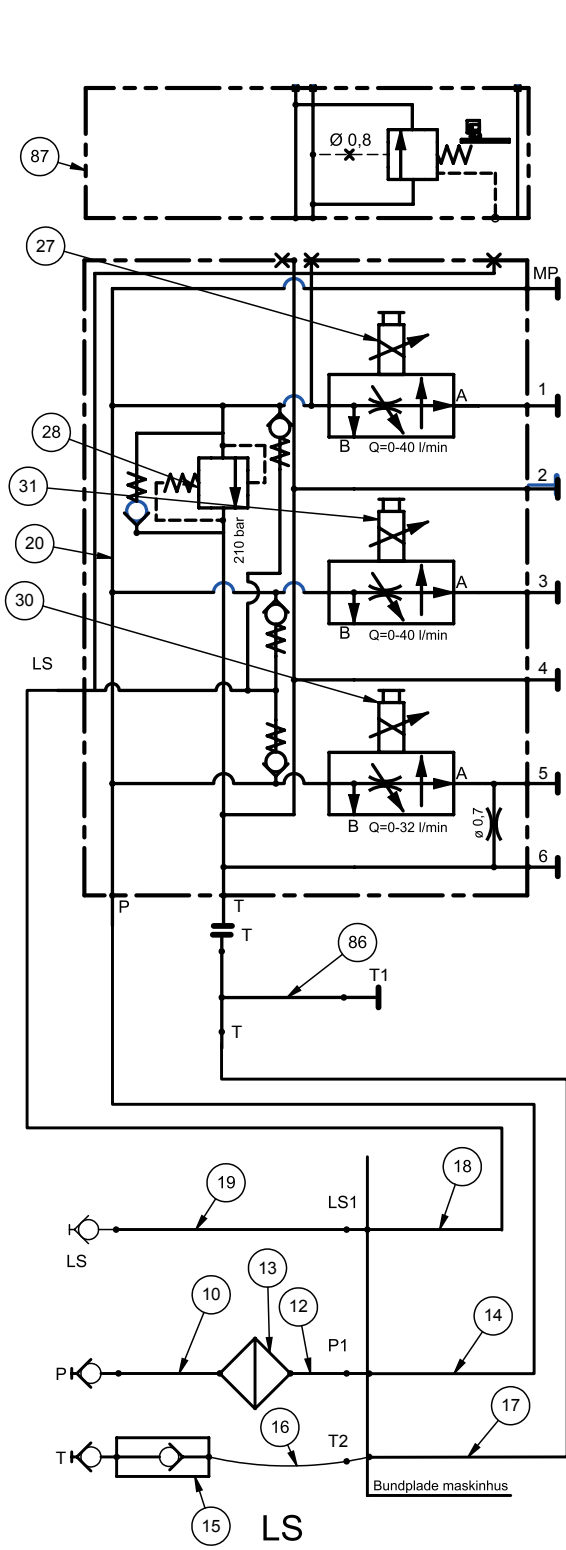 Ø 0,8
87
27
MP
A
1
B
Q=0-40 l/min
28
31
2
210 bar
20
A
3
30
B
Q=0-40 l/min
LS
4
A
5
ø 0,7
B
Q=0-32 l/min
6
P
T
T
86
T1
T
19
LS1
18
LS
13
10
12
P1
14
P
17
16
T2
T
Bundplade maskinhus
15
LS